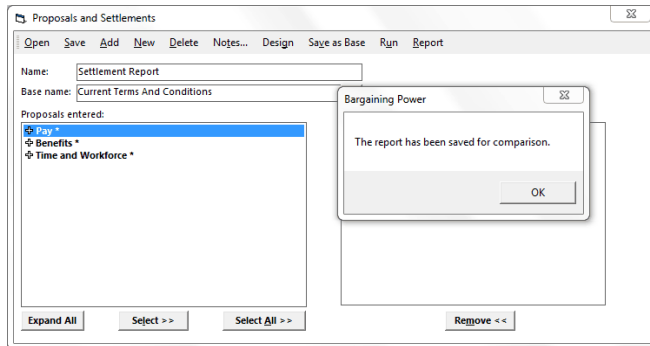 Proposals and Settlements
Open Save Add New Delete Notes... Design Save as Base Run Report
Name: Settlement Report
Base name: Current Terms And Conditions
Proposals entered:
Pay *
Benefits *
Time and Workforce *
Bargaining Power
The report has been saved for comparison.
OK
Expand All Select >> Select All >> Remove <<